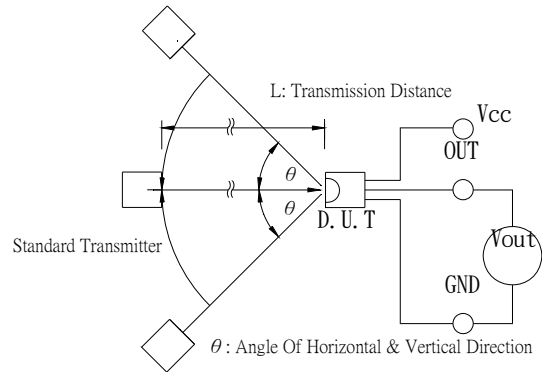 L: Transmission Distance
Vcc
OUT
θ
θ
D.U.T
Standard Transmitter
Vout
GND
θ : Angle Of Horizontal & Vertical Direction